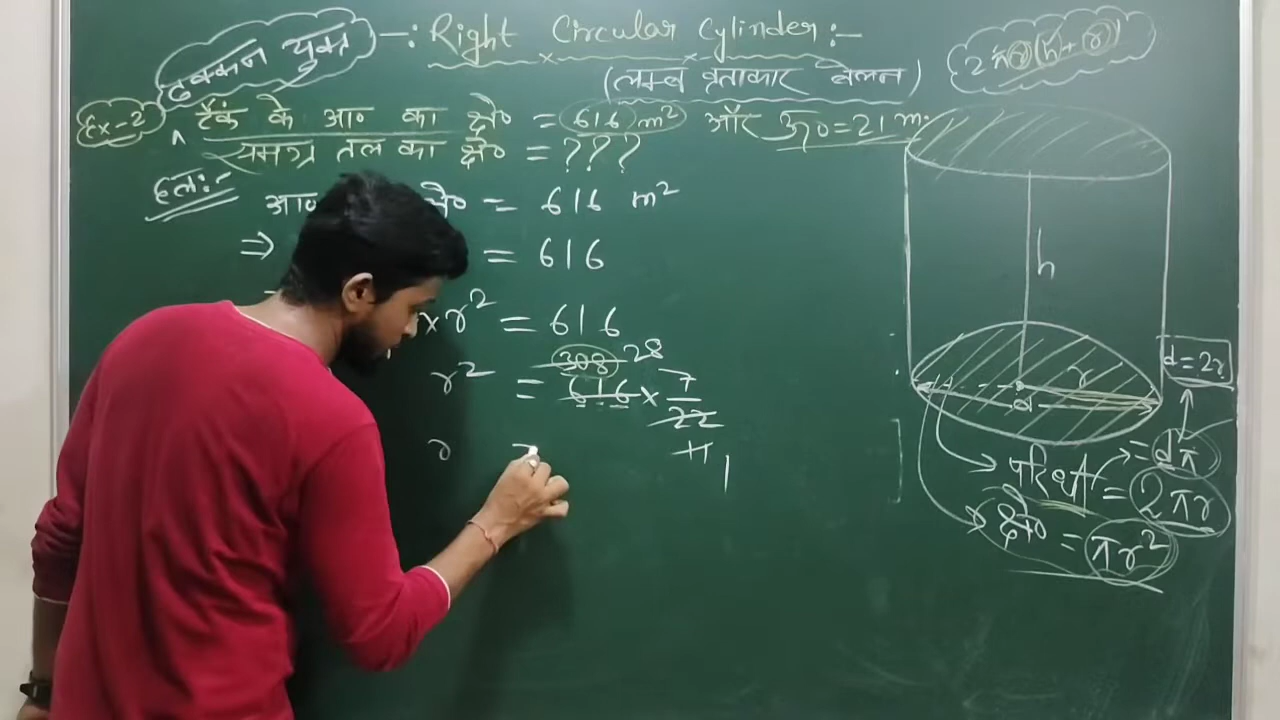 ढक्कन युक्त -: Right Circular Cylinder :-
(लम्ब वृताकार बेलन)
2πr(h+r)
Ex-2 टैंक के आ० का क्षे० = 616 m² और ऊ० = 21 m.
समग्र तल का क्षे० = ???
हल:- आ० क्षे० = 616 m²
⇒ = 616
×r² = 616
308 28
r² = 616 × 7/22
11 1
r
h
r
d
d = 2r
परिधी = dπ
= 2πr
क्षे० = πr²